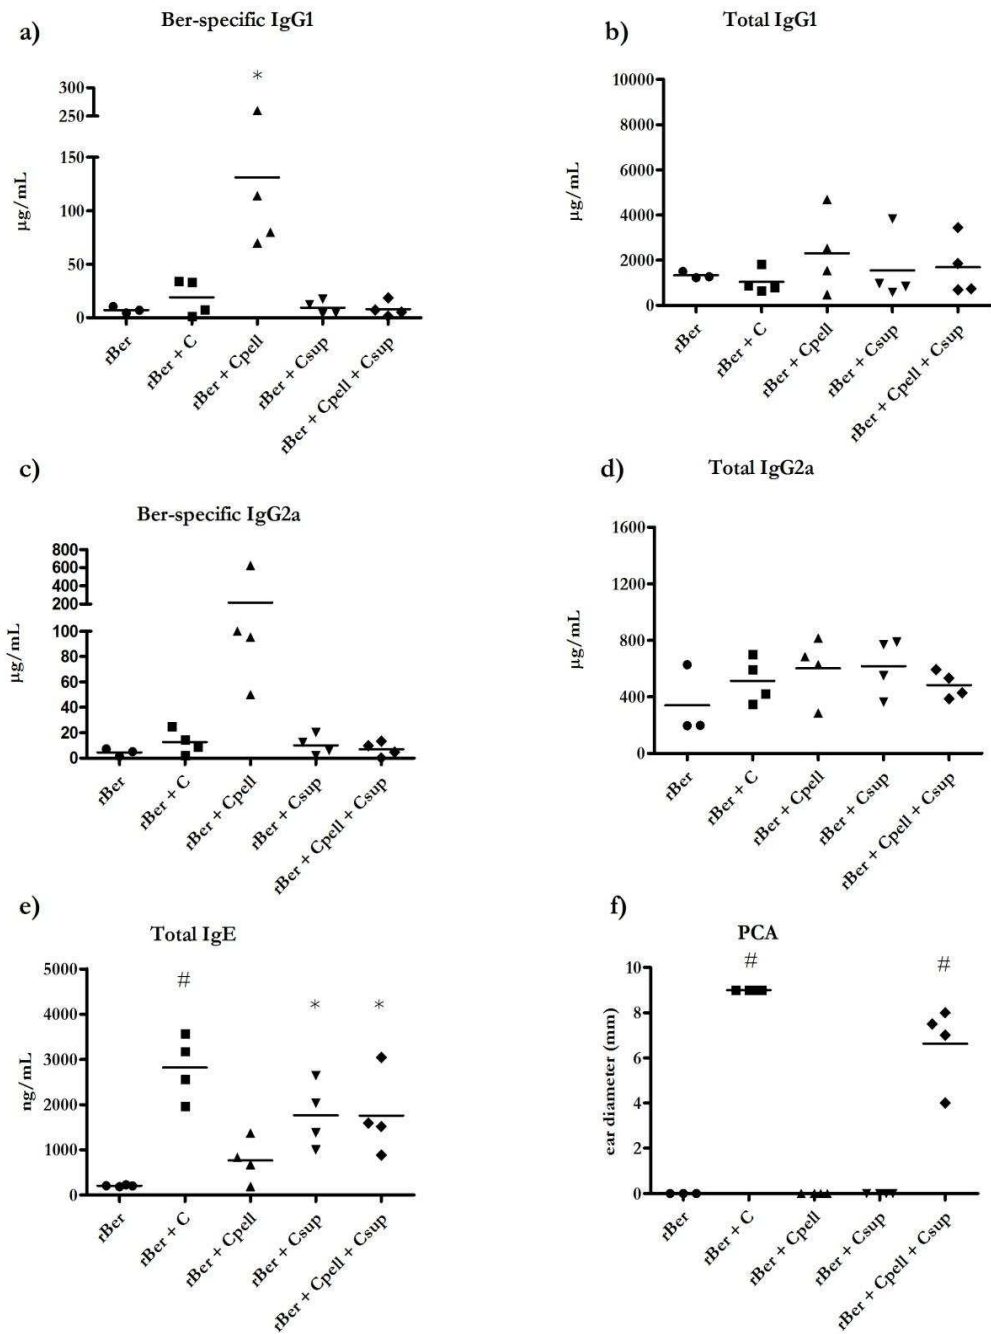 a)
Ber-specific IgG1
*
300
250
150
100
50
0
µg/mL
rBer
rBer + C
rBer + Cpell
rBer + Csup
rBer + Cpell + Csup
b)
Total IgG1
10000
8000
6000
4000
2000
0
µg/mL
rBer
rBer + C
rBer + Cpell
rBer + Csup
rBer + Cpell + Csup
c)
Ber-specific IgG2a
800
600
400
200
100
80
60
40
20
0
µg/mL
rBer
rBer + C
rBer + Cpell
rBer + Csup
rBer + Cpell + Csup
d)
Total IgG2a
1600
1200
800
400
0
µg/mL
rBer
rBer + C
rBer + Cpell
rBer + Csup
rBer + Cpell + Csup
e)
Total IgE
# * *
5000
4000
3000
2000
1000
0
ng/mL
rBer
rBer + C
rBer + Cpell
rBer + Csup
rBer + Cpell + Csup
f)
PCA
# #
10
8
6
4
2
0
ear diameter (mm)
rBer
rBer + C
rBer + Cpell
rBer + Csup
rBer + Cpell + Csup